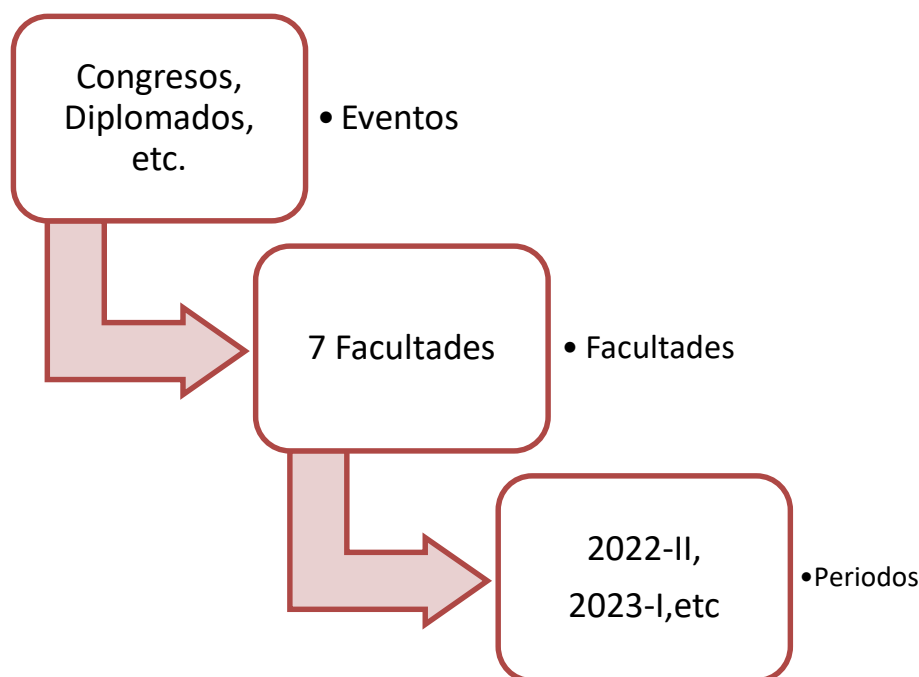 Congresos,
Diplomados,
etc.
• Eventos
7 Facultades
• Facultades
2022-II,
2023-I,etc
•Periodos